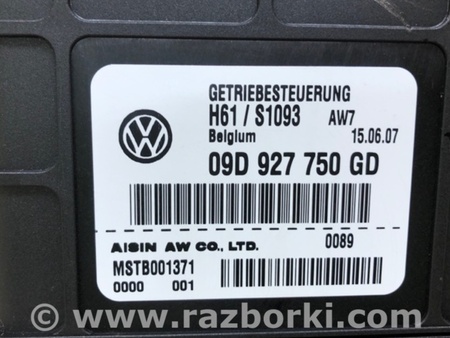 GETRIEBESTEUERUNG
H61 / S1093 AW7
Belgium 15.06.07
09D 927 750 GD
AISIN AW CO., LTD. 0089
MSTB001371
0000 001
www.razborki.com